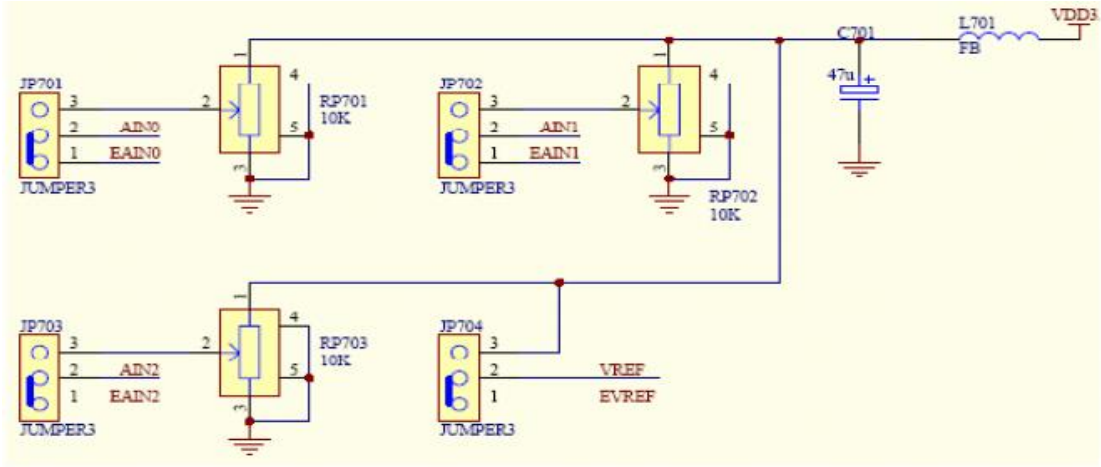 L701
VDD3
C701
FB
47u
JP701
1
4
3
2
RP701
10K
2
AIN0
5
1
EAIN0
3
JUMPER3
JP702
1
4
3
2
2
AIN1
5
1
EAIN1
3
JUMPER3
RP702
10K
JP703
1
4
3
2
RP703
10K
2
AIN2
5
1
EAIN2
3
JUMPER3
JP704
3
2
VREF
1
EVREF
JUMPER3